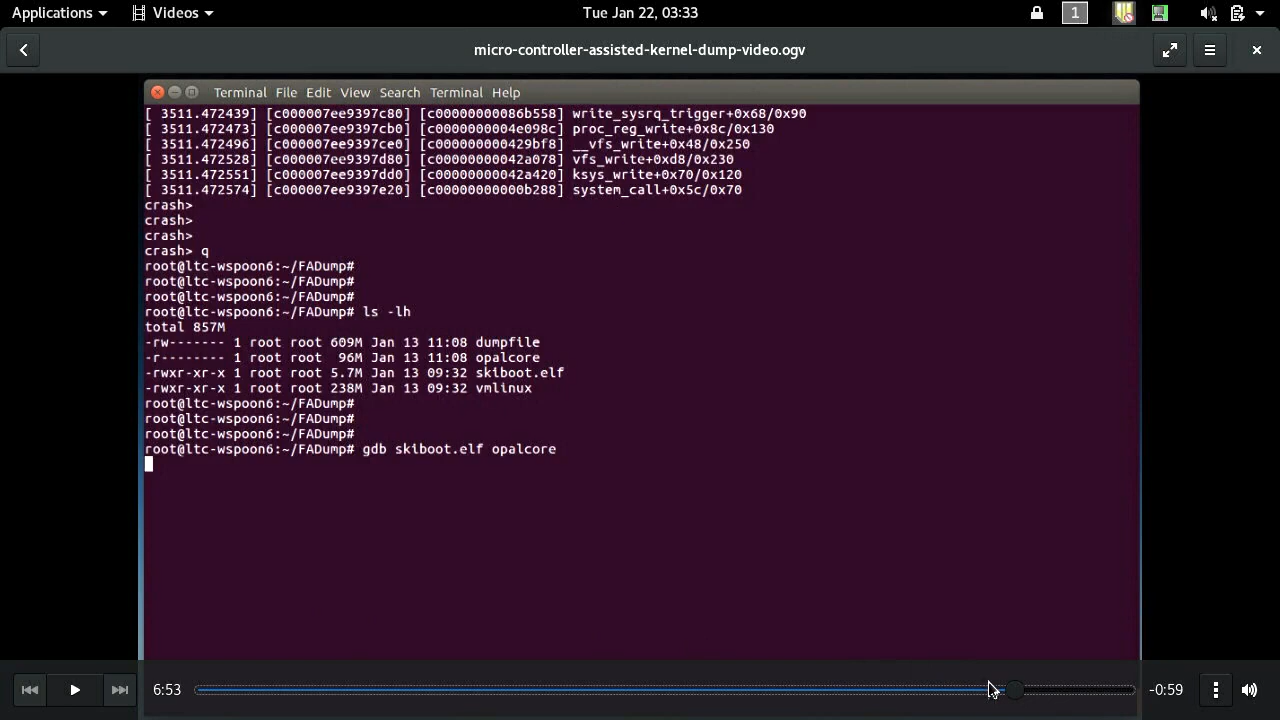 Applications Videos Tue Jan 22, 03:33 1
micro-controller-assisted-kernel-dump-video.ogv
Terminal File Edit View Search Terminal Help
[ 3511.472439] [c000007ee9397c80] [c00000000086b558] write_sysrq_trigger+0x68/0x90
[ 3511.472473] [c000007ee9397cb0] [c0000000004e098c] proc_reg_write+0x8c/0x130
[ 3511.472496] [c000007ee9397ce0] [c000000000429bf8] __vfs_write+0x48/0x250
[ 3511.472528] [c000007ee9397d80] [c00000000042a078] vfs_write+0xd8/0x230
[ 3511.472551] [c000007ee9397dd0] [c00000000042a420] ksys_write+0x70/0x120
[ 3511.472574] [c000007ee9397e20] [c00000000000b288] system_call+0x5c/0x70
crash>
crash>
crash>
crash> q
root@ltc-wspoon6:~/FADump#
root@ltc-wspoon6:~/FADump#
root@ltc-wspoon6:~/FADump#
root@ltc-wspoon6:~/FADump# ls -lh
total 857M
-rw------- 1 root root 609M Jan 13 11:08 dumpfile
-r-------- 1 root root  96M Jan 13 11:08 opalcore
-rwxr-xr-x 1 root root 5.7M Jan 13 09:32 skiboot.elf
-rwxr-xr-x 1 root root 238M Jan 13 09:32 vmlinux
root@ltc-wspoon6:~/FADump#
root@ltc-wspoon6:~/FADump#
root@ltc-wspoon6:~/FADump#
root@ltc-wspoon6:~/FADump# gdb skiboot.elf opalcore
6:53 -0:59